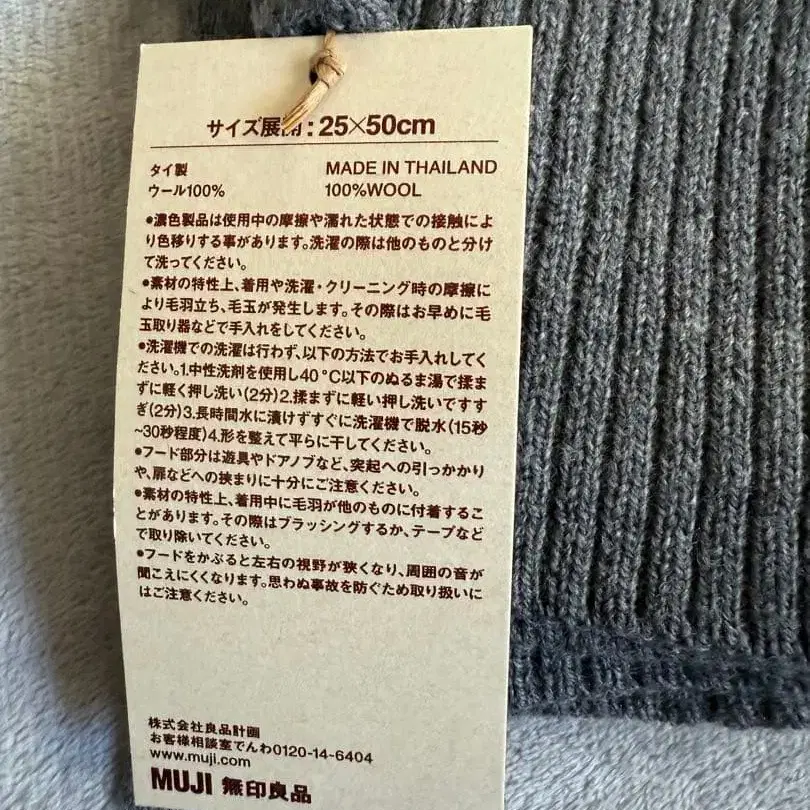 サイズ展開:25×50cm
タイ製 MADE IN THAILAND
ウール100% 100%WOOL
●濃色製品は使用中の摩擦や濡れた状態での接触によ
り色移りする事があります。洗濯の際は他のものと分け
て洗ってください。
●素材の特性上、着用や洗濯・クリーニング時の摩擦に
より毛羽立ち、毛玉が発生します。その際はお早めに毛
玉取り器などで手入れをしてください。
●洗濯機での洗濯は行わず、以下の方法でお手入れしてく
ださい。1.中性洗剤を使用し40℃以下のぬるま湯で揉ま
ずに軽く押し洗い(2分)2.揉まずに軽い押し洗いですす
ぎ(2分)3.長時間水に漬けずすぐに洗濯機で脱水(15秒
~30秒程度)4.形を整えて平らに干してください。
●フード部分は遊具やドアノブなど、突起への引っかかり
や、扉などへの挟まりに十分にご注意ください。
●素材の特性上、着用中に毛羽が他のものに付着するこ
とがあります。その際はブラッシングするか、テープなど
で取り除いてください。
●フードをかぶると左右の視野が狭くなり、周囲の音が
聞こえにくくなります。思わぬ事故を防ぐため取り扱いに
はご注意ください。
株式会社良品計画
お客様相談室でんわ0120-14-6404
www.muji.com
MUJI 無印良品